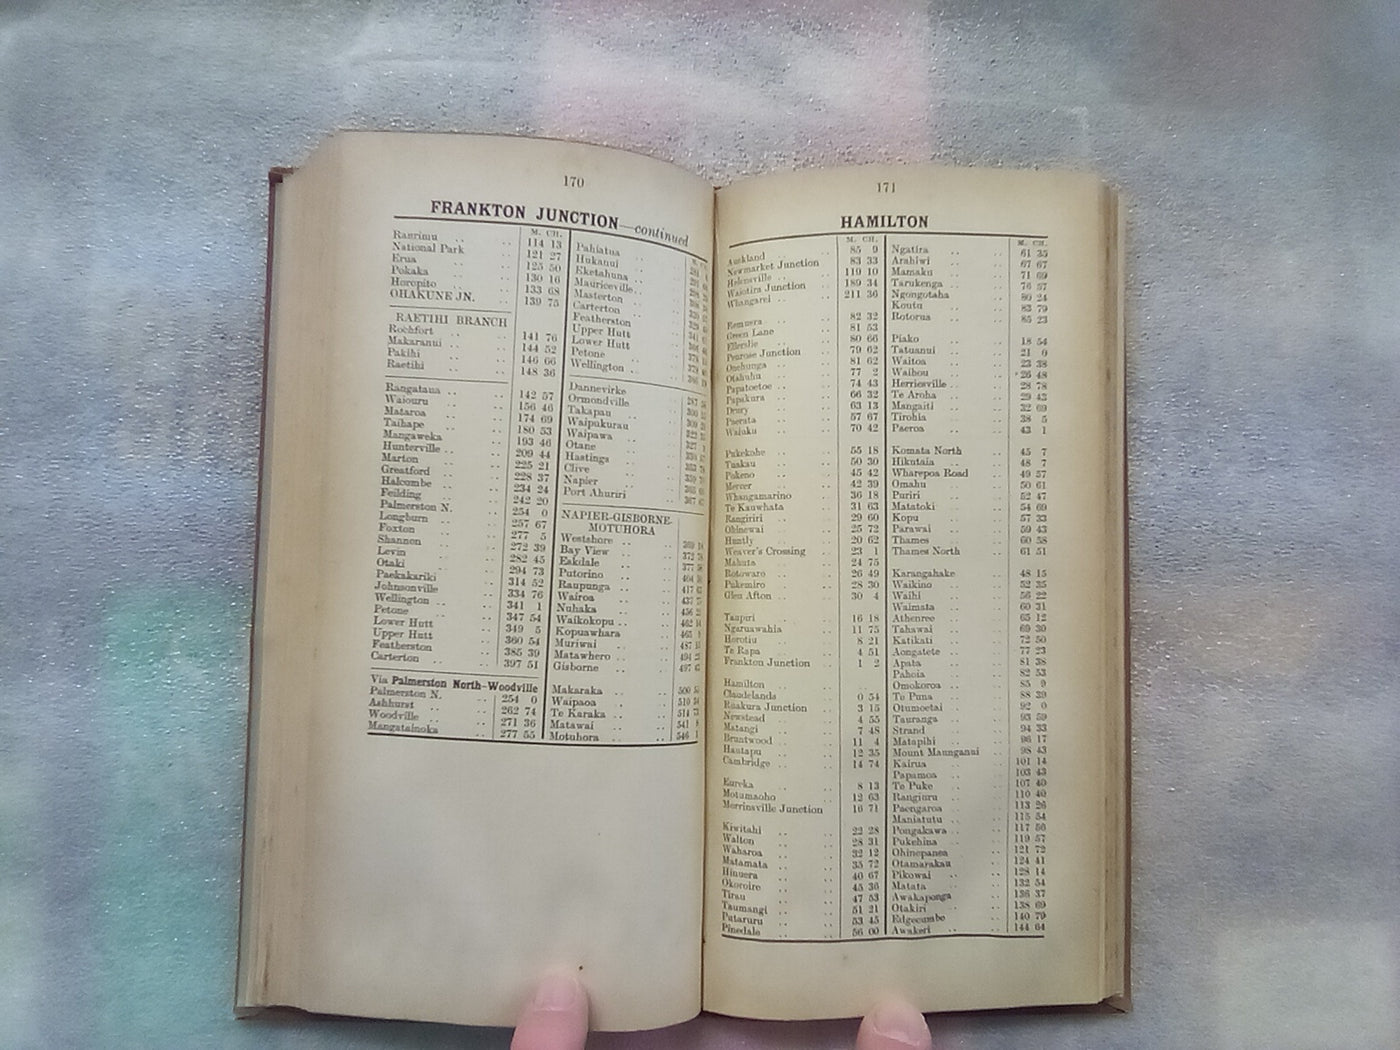 170
FRANKTON JUNCTION—continued
M. CH.
Raurimu .. .. 114 13
National Park .. 121 27
Erua .. .. 125 50
Pokaka .. .. 130 16
Horopito .. .. 133 68
OHAKUNE JN. 139 75
RAETIHI BRANCH
Rochfort .. .. 141 76
Makaranui .. .. 144 52
Pakihi .. .. 146 66
Raetihi .. .. 148 36
Rangataua .. .. 142 57
Waiouru .. .. 156 46
Mataroa .. .. 174 69
Taihape .. .. 180 53
Mangaweka .. 193 46
Hunterville .. .. 209 44
Marton .. .. 225 21
Greatford .. .. 228 37
Halcombe .. .. 234 24
Feilding .. .. 242 20
Palmerston N. .. 254 0
Longburn .. .. 257 67
Foxton .. .. 277 5
Shannon .. .. 272 39
Levin .. .. 282 45
Otaki .. .. 294 73
Paekakariki .. 314 52
Johnsonville .. 334 76
Wellington .. .. 341 1
Petone .. .. 347 54
Lower Hutt .. .. 349 5
Upper Hutt .. .. 360 54
Featherston .. .. 385 39
Carterton .. .. 397 51
Via Palmerston North-Woodville
Palmerston N. .. 254 0
Ashhurst .. .. 262 74
Woodville .. .. 271 36
Mangatainoka .. 277 55
Pahiatua
Hukanui
Eketahuna
Mauriceville
Masterton
Carterton
Featherston
Upper Hutt
Lower Hutt
Petone
Wellington
Dannevirke
Ormondville
Takapau
Waipukurau
Waipawa
Otane
Hastings
Clive
Napier
Port Ahuriri
NAPIER-GISBORNE-
MOTUHORA
Westshore
Bay View
Eskdale
Putorino
Raupunga
Wairoa
Nuhaka
Waikokopu
Kopuawhara
Muriwai
Matawhero
Gisborne
Makaraka
Waipaoa
Te Karaka
Matawai
Motuhora
171
HAMILTON
M. CH.
Auckland .. 85 9
Newmarket Junction 83 33
Helensville .. 119 10
Waiotira Junction 189 34
Whangarei .. 211 36
Remuera .. .. 82 32
Green Lane .. .. 81 53
Ellerslie .. .. 80 66
Penrose Junction 79 62
Onehunga .. .. 81 62
Otahuhu .. .. 77 2
Papatoetoe .. .. 74 43
Papakura .. .. 66 32
Drury .. .. 63 13
Paerata .. .. 57 67
Waiuku .. .. 70 42
Pukekohe .. .. 55 18
Tuakau .. .. 50 30
Pokeno .. .. 45 42
Mercer .. .. 42 39
Whangamarino .. 36 18
Te Kauwhata .. 31 63
Rangiriri .. .. 29 60
Ohinewai .. .. 25 72
Huntly .. .. 20 62
Weaver's Crossing .. 23 1
Mahuta .. .. 24 75
Rotowaro .. .. 26 49
Pukemiro .. .. 28 30
Glen Afton .. .. 30 4
Taupiri .. .. 16 18
Ngaruawahia .. 11 75
Horotiu .. .. 8 21
Te Rapa .. .. 4 51
Frankton Junction 1 2
Hamilton .. ..
Claudelands .. 0 54
Ruakura Junction 3 15
Newstead .. .. 4 55
Matangi .. .. 7 48
Bruntwood .. .. 11 4
Hautapu .. .. 12 35
Cambridge .. .. 14 74
Eureka .. .. 8 13
Motumaoho .. .. 12 63
Morrinsville Junction 16 71
Kiwitahi .. .. 22 28
Walton .. .. 28 31
Waharoa .. .. 32 12
Matamata .. .. 35 72
Hinuera .. .. 40 67
Okoroire .. .. 45 36
Tirau .. .. 47 53
Taumangi .. .. 51 21
Putaruru .. .. 53 45
Pinedale .. .. 56 00
M. CH.
Ngatira .. .. 61 35
Arahiwi .. .. 67 67
Mamaku .. .. 71 69
Tarukenga .. .. 76 57
Ngongotaha .. .. 80 24
Koutu .. .. 83 79
Rotorua .. .. 85 23
Piako .. .. 18 54
Tatuanui .. .. 21 0
Waitoa .. .. 23 38
Waihou .. .. 26 48
Herriesville .. .. 28 78
Te Aroha .. .. 29 43
Mangaiti .. .. 32 69
Tirohia .. .. 38 5
Paeroa .. .. 43 1
Komata North .. 45 7
Hikutaia .. .. 48 7
Wharepoa Road .. 49 57
Omahu .. .. 50 61
Puriri .. .. 52 47
Matatoki .. .. 54 69
Kopu .. .. 57 33
Parawai .. .. 59 43
Thames .. .. 60 58
Thames North .. 61 51
Karangahake .. 48 15
Waikino .. .. 52 35
Waihi .. .. 56 22
Waimata .. .. 60 31
Athenree .. .. 65 12
Tahawai .. .. 69 30
Katikati .. .. 72 50
Aongatete .. .. 77 23
Apata .. .. 81 38
Pahoia .. .. 82 53
Omokoroa .. .. 85 9
Te Puna .. .. 88 39
Otumoetai .. .. 92 0
Tauranga .. .. 93 59
Strand .. .. 94 33
Matapihi .. .. 96 17
Mount Maunganui .. 98 43
Kairua .. .. 101 14
Papamoa .. .. 103 43
Te Puke .. .. 107 40
Rangiuru .. .. 110 40
Paengaroa .. .. 113 26
Maniatutu .. .. 115 54
Pongakawa .. .. 117 56
Pukehina .. .. 119 57
Ohinepanea .. .. 121 72
Otamarakau .. .. 124 41
Pikowai .. .. 128 14
Matata .. .. 132 54
Awakaponga .. .. 136 37
Otakiri .. .. 138 69
Edgecumbe .. .. 140 79
Awakeri .. .. 144 64